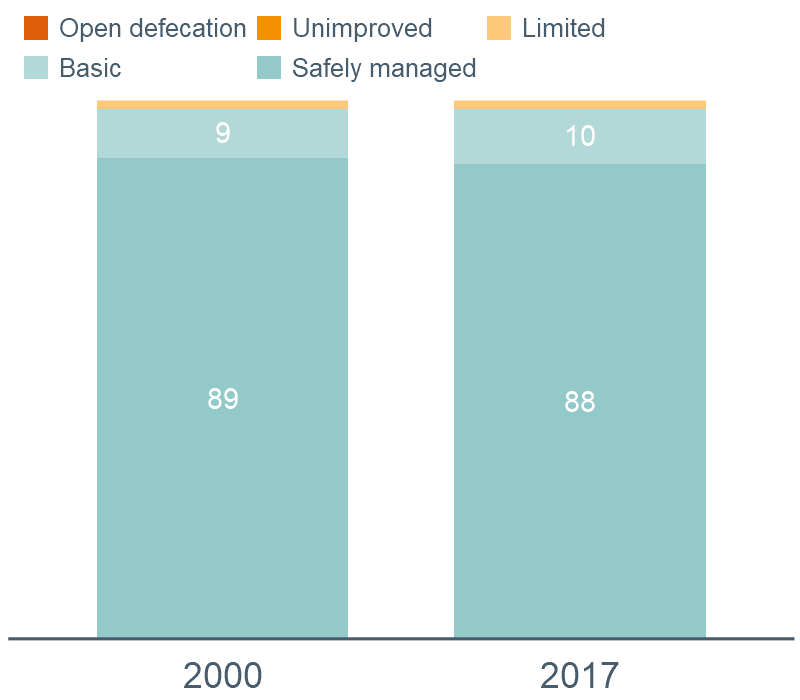 Open defecation Unimproved Limited
Basic Safely managed
9 10
89 88
2000 2017